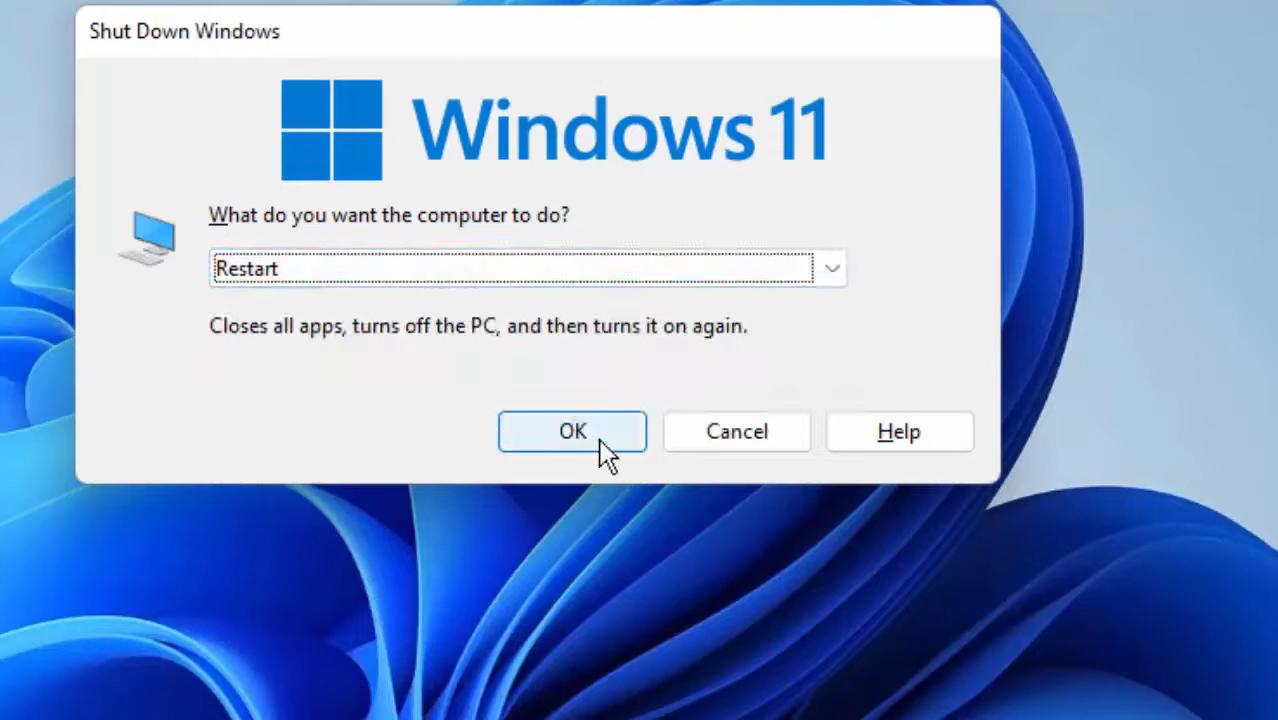 Shut Down Windows
Windows 11
What do you want the computer to do?
Restart
Closes all apps, turns off the PC, and then turns it on again.
OK
Cancel
Help